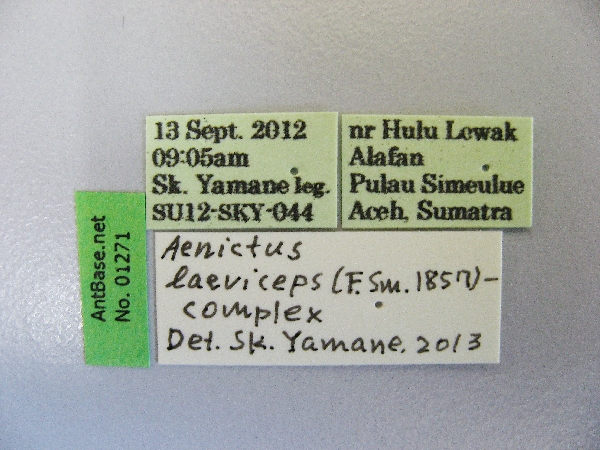 13 Sept. 2012
09:05am
Sk. Yamane leg.
SU12-SKY-044
nr Hulu Lewak
Alafan
Pulau Simeulue
Aceh, Sumatra
AntBase.net
No. 01271
Aenictus
laeviceps (F. Sm. 1857)-
complex
Det. Sk. Yamane. 2013